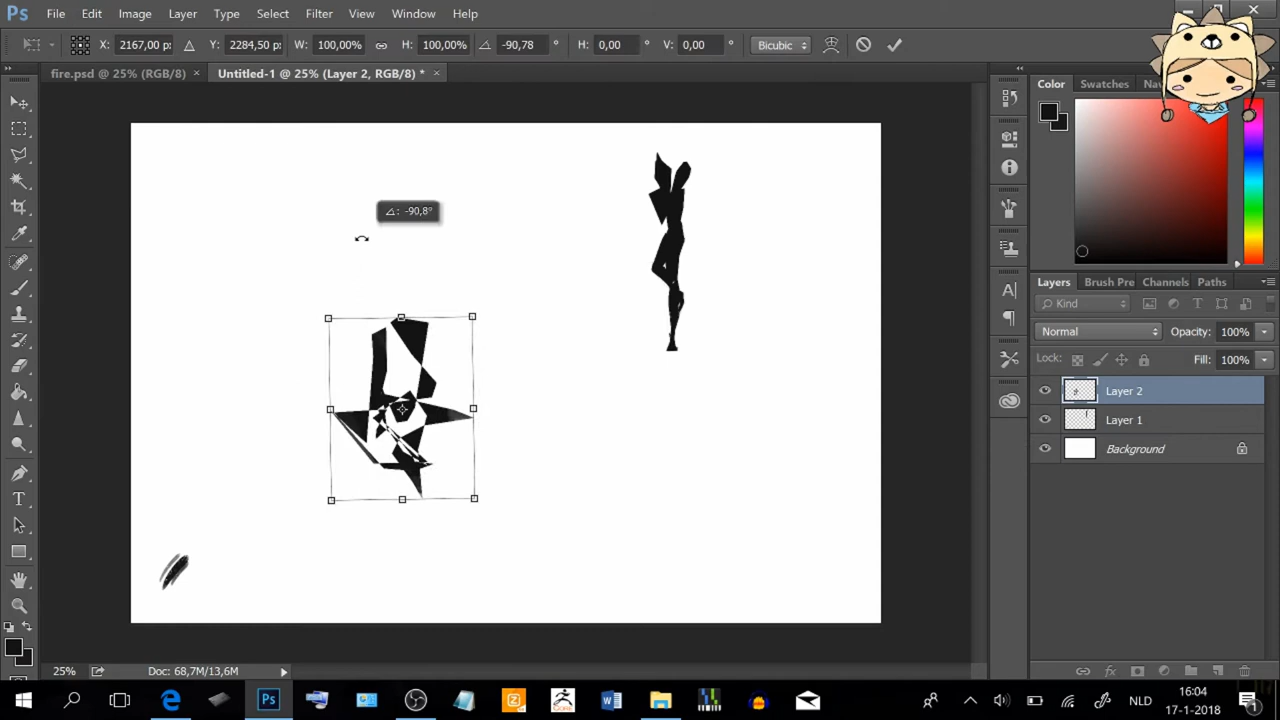 Ps File Edit Image Layer Type Select Filter View Window Help
X: 2167,00 p: Y: 2284,50 p: W: 100,00% H: 100,00% -90,78 ° H: 0,00 ° V: 0,00 ° Bicubic
fire.psd @ 25% (RGB/8) × Untitled-1 @ 25% (Layer 2, RGB/8) * ×
Color Swatches Nav
-90,8°
Layers Brush Pre Channels Paths
Kind
Normal Opacity: 100%
Lock: Fill: 100%
Layer 2
Layer 1
Background
25% Doc: 68,7M/13,6M
NLD 16:04
17-1-2018